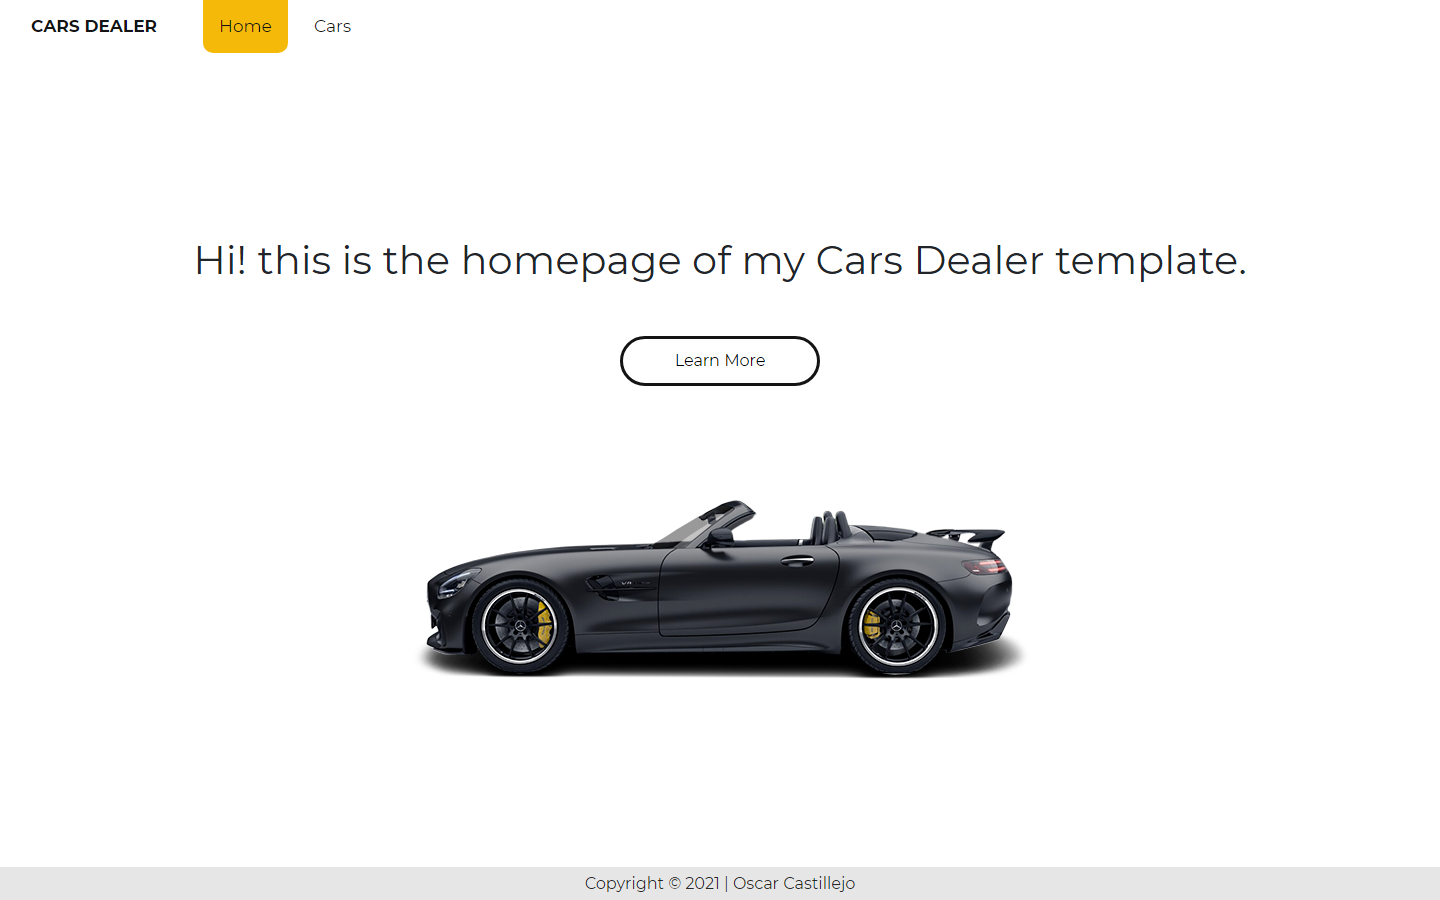 CARS DEALER Home Cars
Hi! this is the homepage of my Cars Dealer template.
Learn More
Copyright © 2021 | Oscar Castillejo